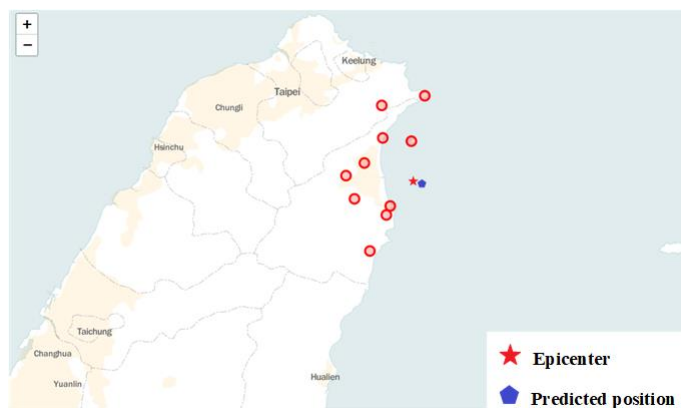 +
−
Keelung
Taipei
Chungli
Hsinchu
Taichung
Changhua
Yuanlin
Hualien
Epicenter
Predicted position